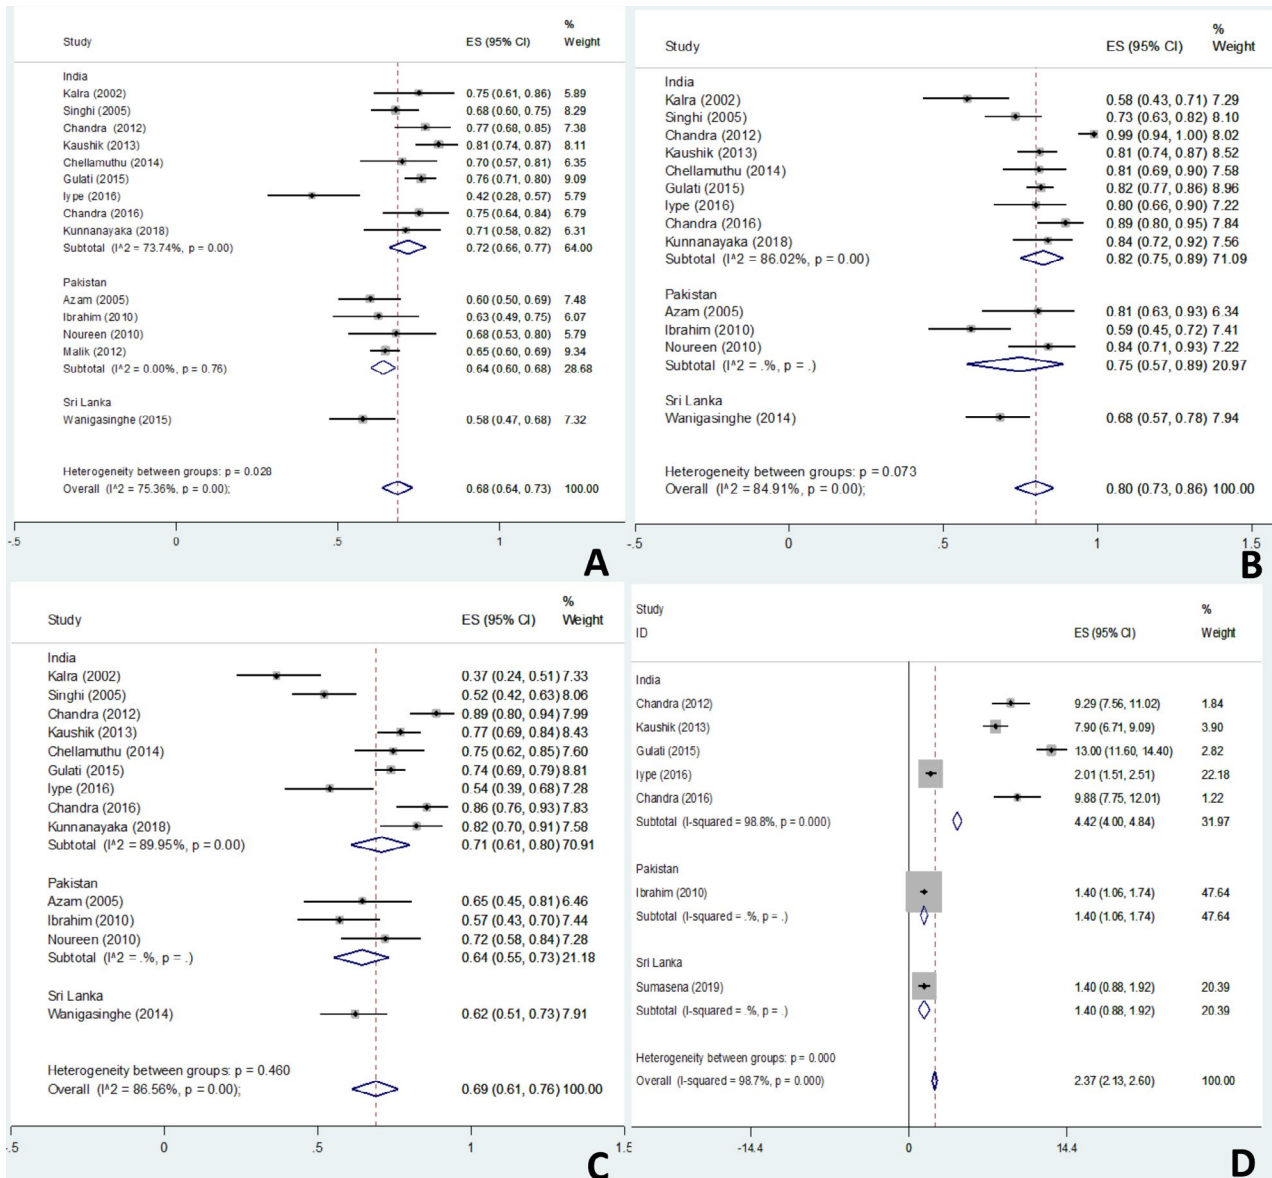 %
Study ES (95% CI) Weight
India
Kalra (2002) 0.75 (0.61, 0.86) 5.89
Singhi (2005) 0.68 (0.60, 0.75) 8.29
Chandra (2012) 0.77 (0.68, 0.85) 7.38
Kaushik (2013) 0.81 (0.74, 0.87) 8.11
Chellamuthu (2014) 0.70 (0.57, 0.81) 6.35
Gulati (2015) 0.76 (0.71, 0.80) 9.09
Iype (2016) 0.42 (0.28, 0.57) 5.79
Chandra (2016) 0.75 (0.64, 0.84) 6.79
Kunnanayaka (2018) 0.71 (0.58, 0.82) 6.31
Subtotal (I^2 = 73.74%, p = 0.00) 0.72 (0.66, 0.77) 64.00
Pakistan
Azam (2005) 0.60 (0.50, 0.69) 7.48
Ibrahim (2010) 0.63 (0.49, 0.75) 6.07
Noureen (2010) 0.68 (0.53, 0.80) 5.79
Malik (2012) 0.65 (0.60, 0.69) 9.34
Subtotal (I^2 = 0.00%, p = 0.76) 0.64 (0.60, 0.68) 28.68
Sri Lanka
Wanigasinghe (2015) 0.58 (0.47, 0.68) 7.32
Heterogeneity between groups: p = 0.028
Overall (I^2 = 75.36%, p = 0.00); 0.68 (0.64, 0.73) 100.00
-.5 0 .5 1
A
%
Study ES (95% CI) Weight
India
Kalra (2002) 0.58 (0.43, 0.71) 7.29
Singhi (2005) 0.73 (0.63, 0.82) 8.10
Chandra (2012) 0.99 (0.94, 1.00) 8.02
Kaushik (2013) 0.81 (0.74, 0.87) 8.52
Chellamuthu (2014) 0.81 (0.69, 0.90) 7.58
Gulati (2015) 0.82 (0.77, 0.86) 8.96
Iype (2016) 0.80 (0.66, 0.90) 7.22
Chandra (2016) 0.89 (0.80, 0.95) 7.84
Kunnanayaka (2018) 0.84 (0.72, 0.92) 7.56
Subtotal (I^2 = 86.02%, p = 0.00) 0.82 (0.75, 0.89) 71.09
Pakistan
Azam (2005) 0.81 (0.63, 0.93) 6.34
Ibrahim (2010) 0.59 (0.45, 0.72) 7.41
Noureen (2010) 0.84 (0.71, 0.93) 7.22
Subtotal (I^2 = .%, p = .) 0.75 (0.57, 0.89) 20.97
Sri Lanka
Wanigasinghe (2014) 0.68 (0.57, 0.78) 7.94
Heterogeneity between groups: p = 0.073
Overall (I^2 = 84.91%, p = 0.00); 0.80 (0.73, 0.86) 100.00
-.5 0 .5 1 1.5
B
%
Study ES (95% CI) Weight
India
Kalra (2002) 0.37 (0.24, 0.51) 7.33
Singhi (2005) 0.52 (0.42, 0.63) 8.06
Chandra (2012) 0.89 (0.80, 0.94) 7.99
Kaushik (2013) 0.77 (0.69, 0.84) 8.43
Chellamuthu (2014) 0.75 (0.62, 0.85) 7.60
Gulati (2015) 0.74 (0.69, 0.79) 8.81
Iype (2016) 0.54 (0.39, 0.68) 7.28
Chandra (2016) 0.86 (0.76, 0.93) 7.83
Kunnanayaka (2018) 0.82 (0.70, 0.91) 7.58
Subtotal (I^2 = 89.95%, p = 0.00) 0.71 (0.61, 0.80) 70.91
Pakistan
Azam (2005) 0.65 (0.45, 0.81) 6.46
Ibrahim (2010) 0.57 (0.43, 0.70) 7.44
Noureen (2010) 0.72 (0.58, 0.84) 7.28
Subtotal (I^2 = .%, p = .) 0.64 (0.55, 0.73) 21.18
Sri Lanka
Wanigasinghe (2014) 0.62 (0.51, 0.73) 7.91
Heterogeneity between groups: p = 0.460
Overall (I^2 = 86.56%, p = 0.00); 0.69 (0.61, 0.76) 100.00
-.5 0 .5 1 1.5
C
Study %
ID ES (95% CI) Weight
India
Chandra (2012) 9.29 (7.56, 11.02) 1.84
Kaushik (2013) 7.90 (6.71, 9.09) 3.90
Gulati (2015) 13.00 (11.60, 14.40) 2.82
Iype (2016) 2.01 (1.51, 2.51) 22.18
Chandra (2016) 9.88 (7.75, 12.01) 1.22
Subtotal (I-squared = 98.8%, p = 0.000) 4.42 (4.00, 4.84) 31.97
Pakistan
Ibrahim (2010) 1.40 (1.06, 1.74) 47.64
Subtotal (I-squared = .%, p = .) 1.40 (1.06, 1.74) 47.64
Sri Lanka
Sumasena (2019) 1.40 (0.88, 1.92) 20.39
Subtotal (I-squared = .%, p = .) 1.40 (0.88, 1.92) 20.39
Heterogeneity between groups: p = 0.000
Overall (I-squared = 98.7%, p = 0.000) 2.37 (2.13, 2.60) 100.00
-14.4 0 14.4
D